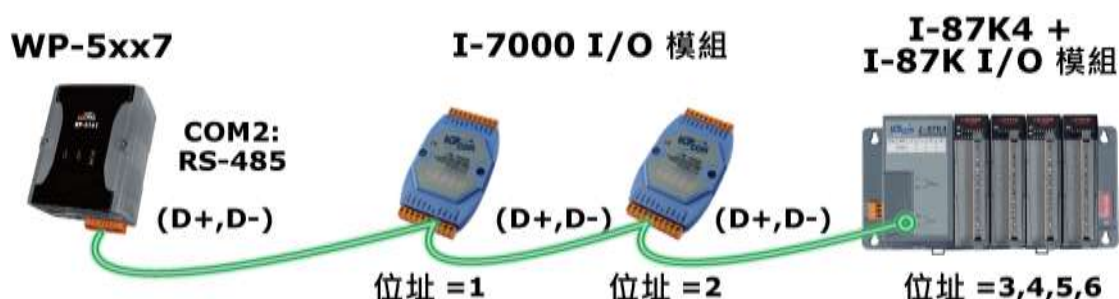 WP-5xx7
I-7000 I/O 模組
I-87K4 +
I-87K I/O 模組
COM2:
RS-485
(D+,D-)
(D+,D-)
(D+,D-)
位址 =1
位址 =2
位址 =3,4,5,6